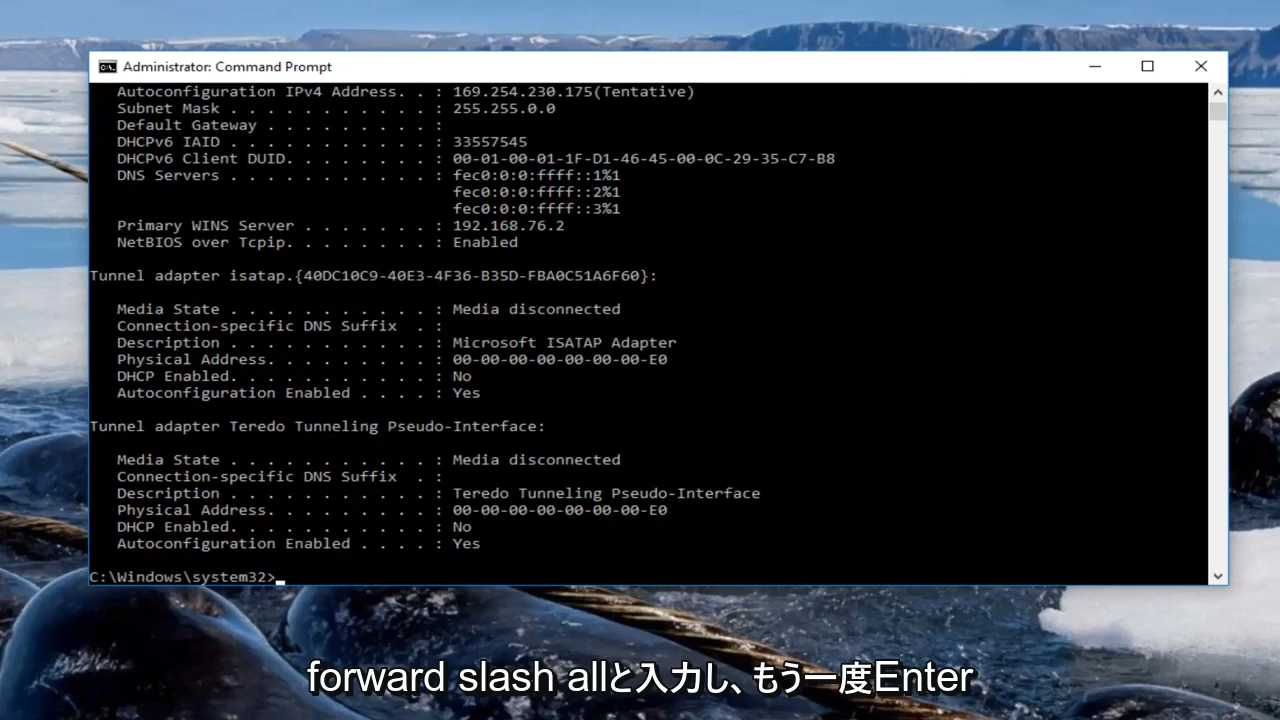 Administrator: Command Prompt
Autoconfiguration IPv4 Address. . : 169.254.230.175(Tentative)
Subnet Mask . . . . . . . . . . . : 255.255.0.0
Default Gateway . . . . . . . . . :
DHCPv6 IAID . . . . . . . . . . . : 33557545
DHCPv6 Client DUID. . . . . . . . : 00-01-00-01-1F-D1-46-45-00-0C-29-35-C7-B8
DNS Servers . . . . . . . . . . . : fec0:0:0:ffff::1%1
fec0:0:0:ffff::2%1
fec0:0:0:ffff::3%1
Primary WINS Server . . . . . . . : 192.168.76.2
NetBIOS over Tcpip. . . . . . . . : Enabled
Tunnel adapter isatap.{40DC10C9-40E3-4F36-B35D-FBA0C51A6F60}:
Media State . . . . . . . . . . . : Media disconnected
Connection-specific DNS Suffix  . :
Description . . . . . . . . . . . : Microsoft ISATAP Adapter
Physical Address. . . . . . . . . : 00-00-00-00-00-00-00-E0
DHCP Enabled. . . . . . . . . . . : No
Autoconfiguration Enabled . . . . : Yes
Tunnel adapter Teredo Tunneling Pseudo-Interface:
Media State . . . . . . . . . . . : Media disconnected
Connection-specific DNS Suffix  . :
Description . . . . . . . . . . . : Teredo Tunneling Pseudo-Interface
Physical Address. . . . . . . . . : 00-00-00-00-00-00-00-E0
DHCP Enabled. . . . . . . . . . . : No
Autoconfiguration Enabled . . . . : Yes
C:\Windows\system32>
forward slash allと入力し、もう一度Enter